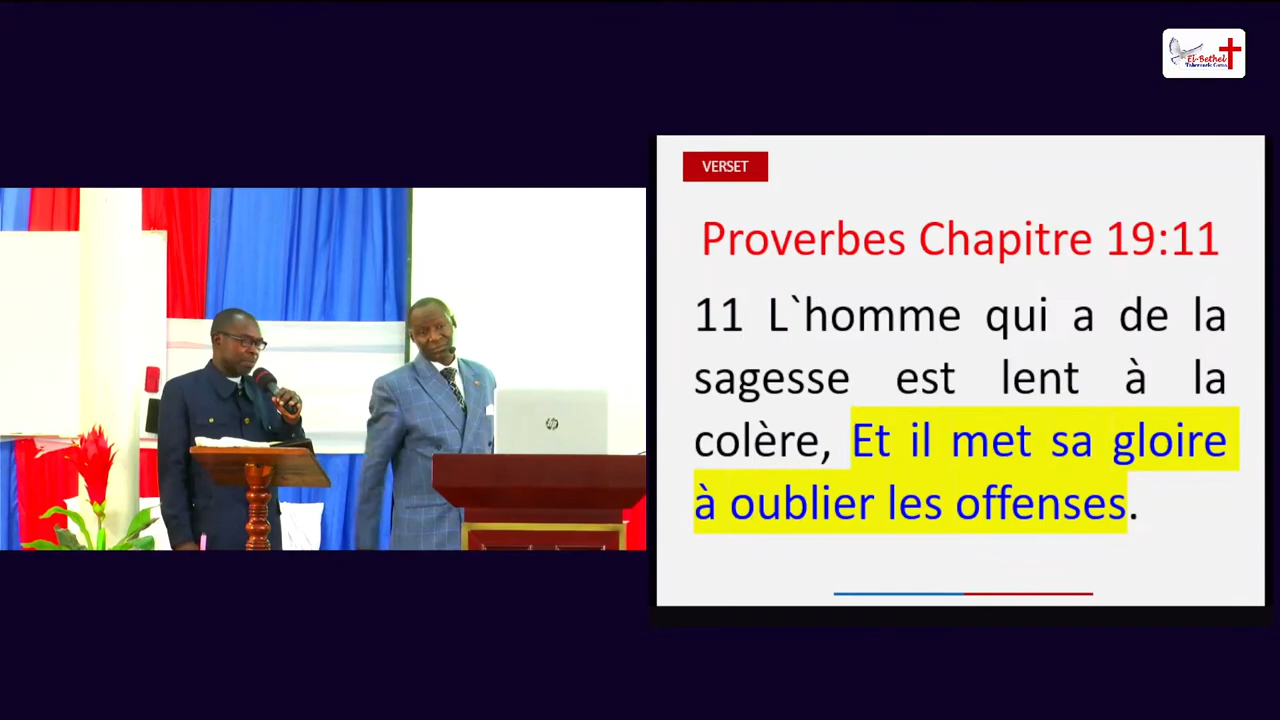 El-Bethel
VERSET
Proverbes Chapitre 19:11
11 L`homme qui a de la
sagesse est lent à la
colère, Et il met sa gloire
à oublier les offenses.
hp